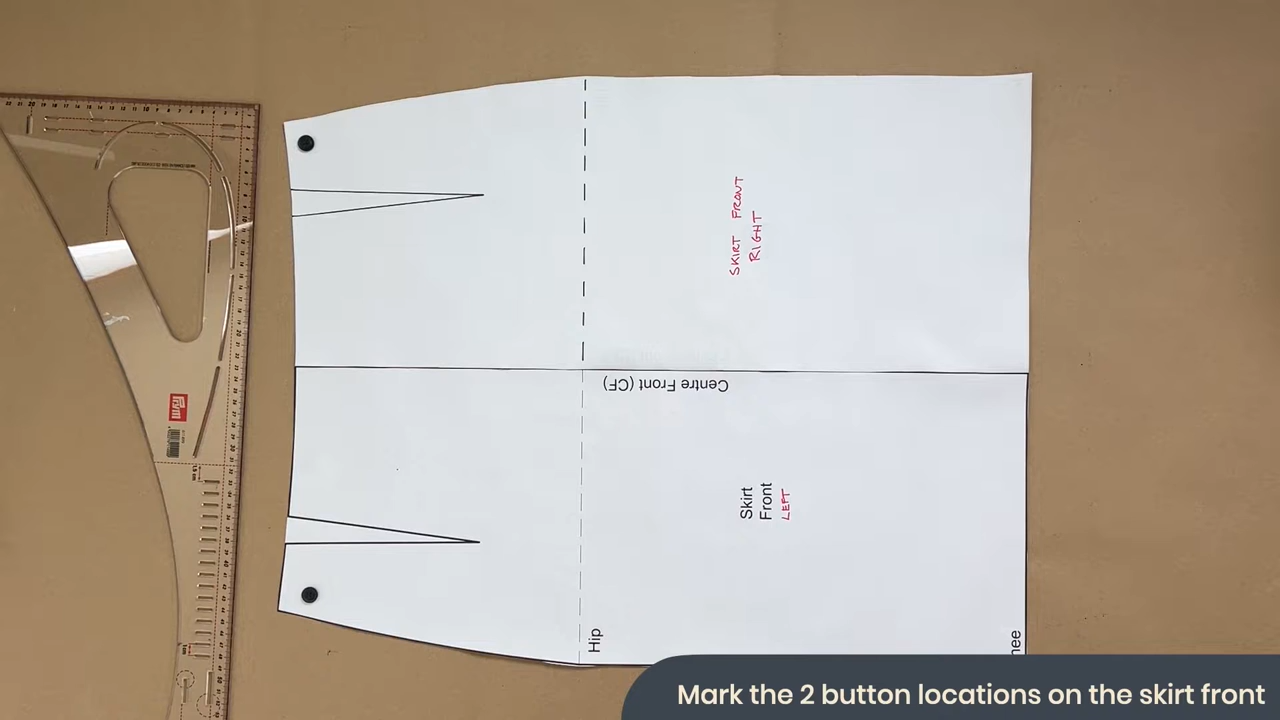 SKIRT FRONT
RIGHT
Centre Front (CF)
Skirt
Front
LEFT
Hip
Prym
Mark the 2 button locations on the skirt front